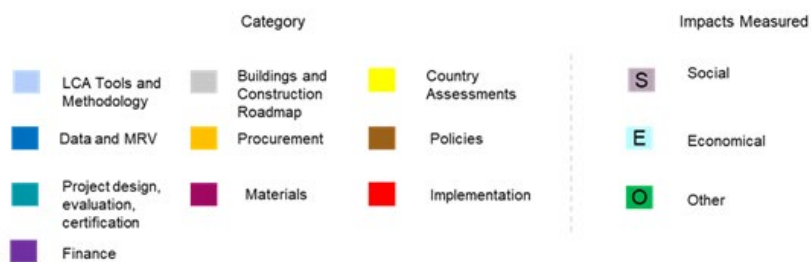 Category
Impacts Measured
LCA Tools and
Methodology
Buildings and
Construction
Roadmap
Country
Assessments
S
Social
Data and MRV
Procurement
Policies
E
Economical
Project design,
evaluation,
certification
Materials
Implementation
O
Other
Finance